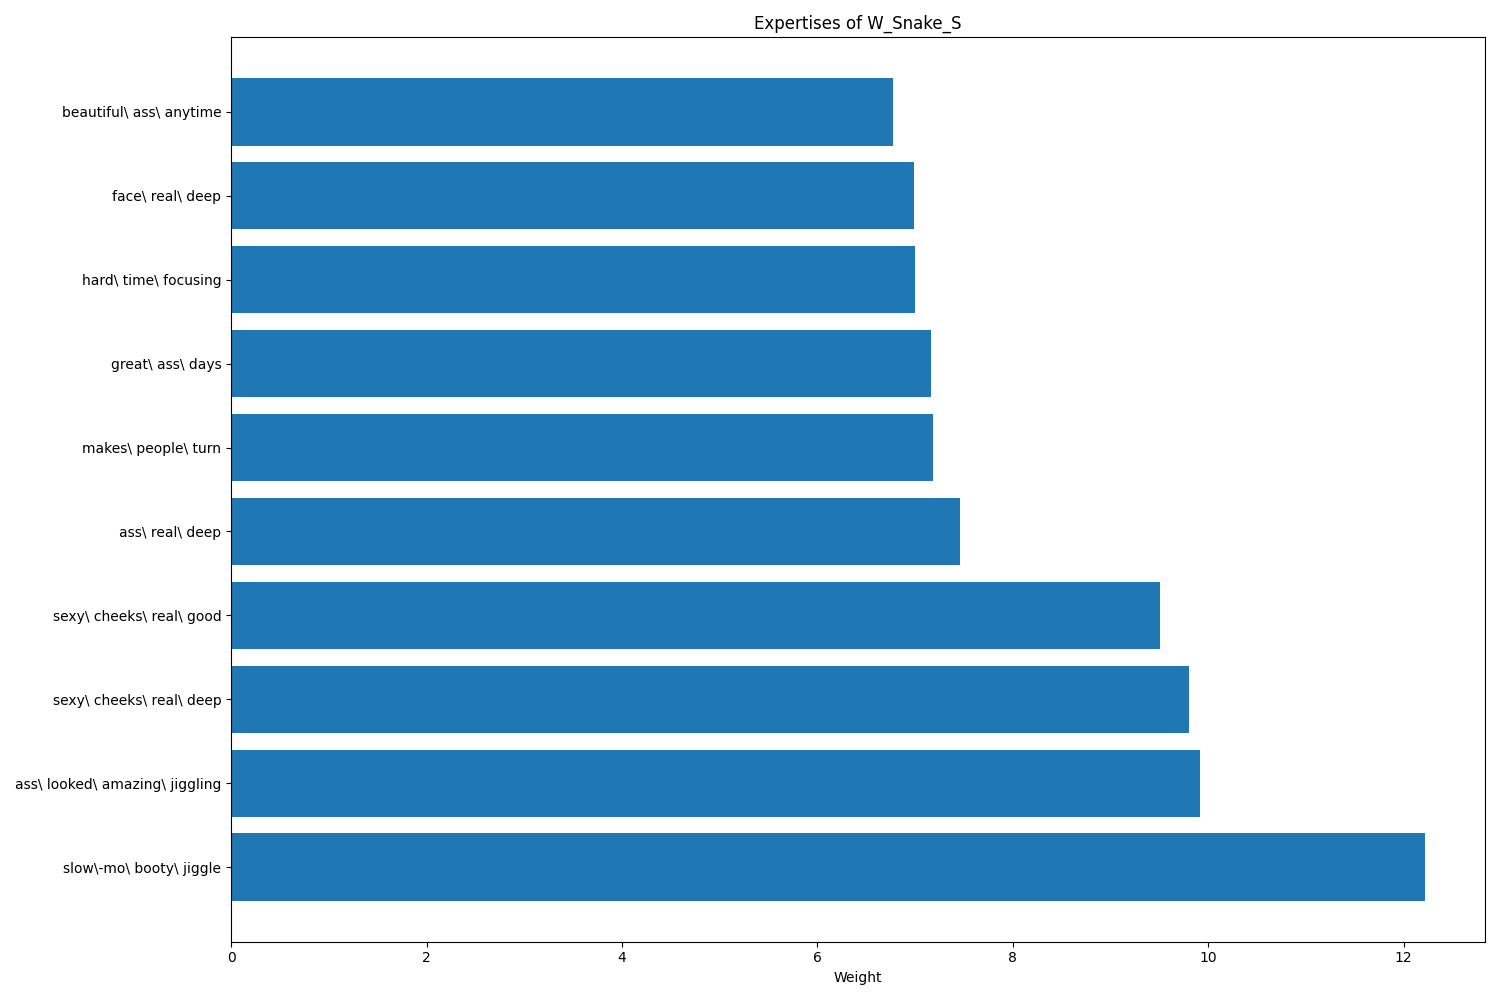 Expertises of W_Snake_S
beautiful\ ass\ anytime
face\ real\ deep
hard\ time\ focusing
great\ ass\ days
makes\ people\ turn
ass\ real\ deep
sexy\ cheeks\ real\ good
sexy\ cheeks\ real\ deep
ass\ looked\ amazing\ jiggling
slow\-mo\ booty\ jiggle
0 2 4 6 8 10 12
Weight